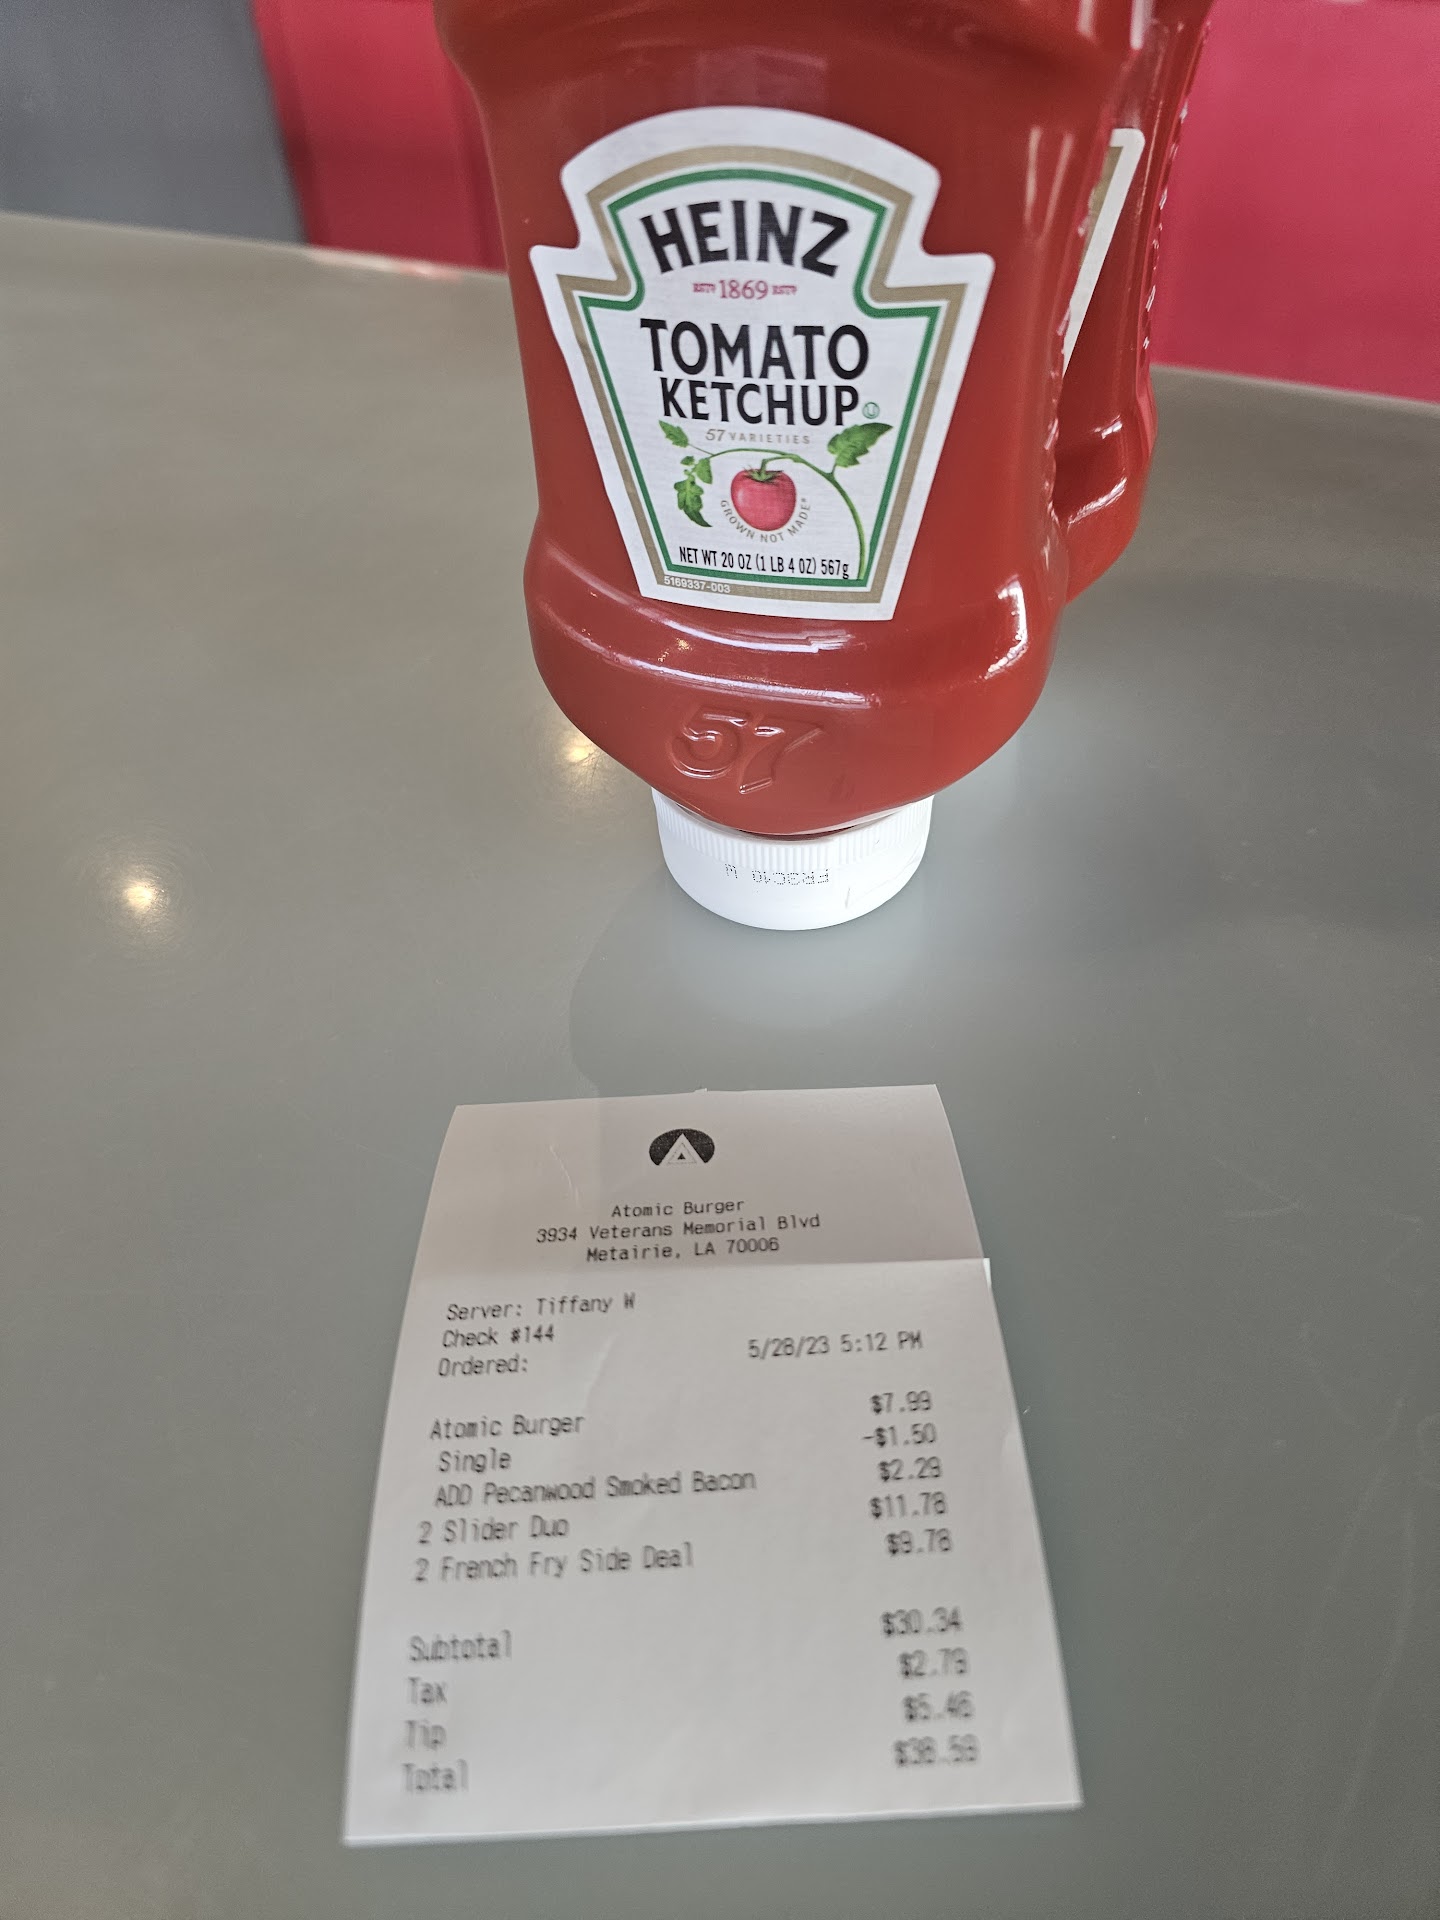 HEINZ
ESTD 1869 ESTD
TOMATO
KETCHUP
57 VARIETIES
GROWN NOT MADE®
NET WT 20 OZ (1 LB 4 OZ) 567g
5169337-003
57
FR3C10 W
Atomic Burger
3934 Veterans Memorial Blvd
Metairie, LA 70006
Server: Tiffany W
Check #144
Ordered: 5/28/23 5:12 PM
Atomic Burger $7.99
Single -$1.50
ADD Pecanwood Smoked Bacon $2.29
2 Slider Duo $11.78
2 French Fry Side Deal $9.78
Subtotal $30.34
Tax $2.79
Tip $5.46
Total $38.59